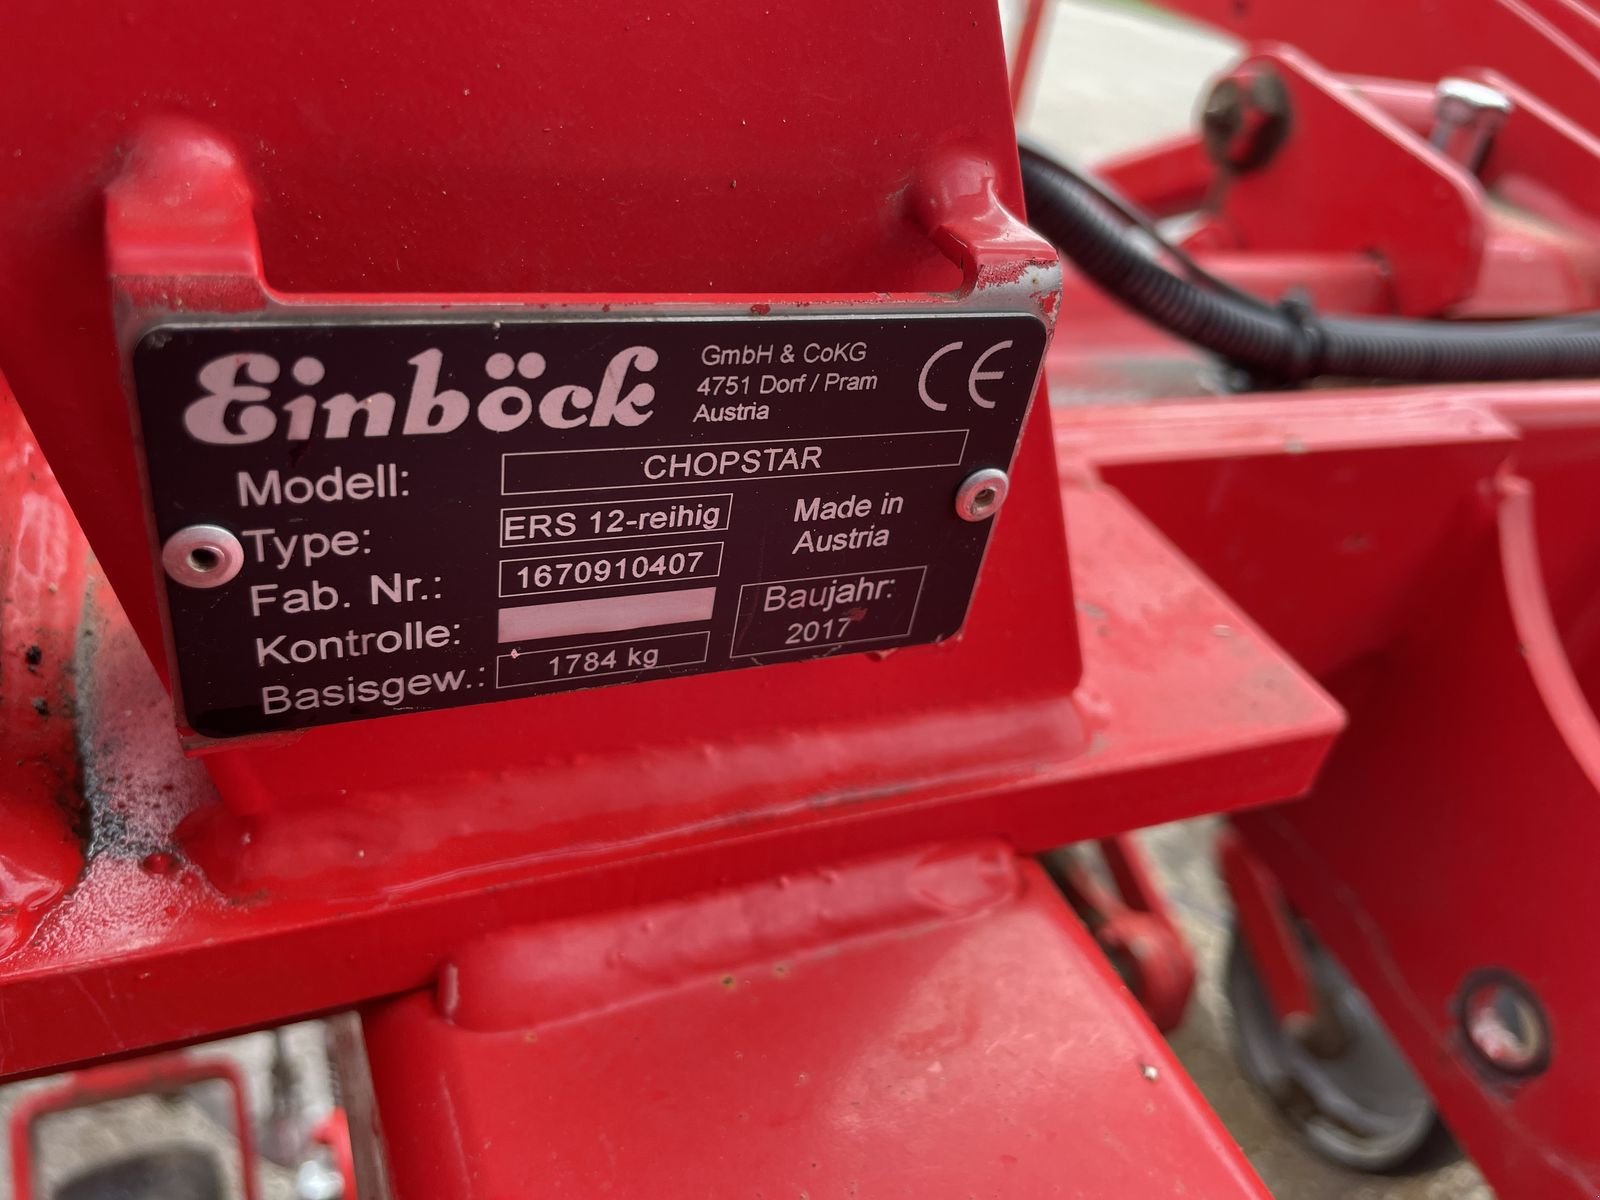 Einböck GmbH & CoKG
4751 Dorf / Pram
Austria
CE
Modell: CHOPSTAR
Type: ERS 12-reihig
Made in
Austria
Fab. Nr.: 1670910407
Kontrolle:
Baujahr:
2017
Basisgew.: 1784 kg